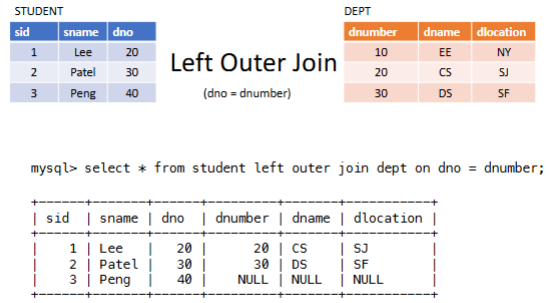 STUDENT DEPT
sid sname dno dnumber dname dlocation
1 Lee 20 10 EE NY
2 Patel 30 Left Outer Join 20 CS SJ
3 Peng 40 (dno = dnumber) 30 DS SF
mysql> select * from student left outer join dept on dno = dnumber;
+------+-------+------+---------+-------+-----------+
| sid | sname | dno | dnumber | dname | dlocation |
+------+-------+------+---------+-------+-----------+
| 1 | Lee | 20 | 20 | CS | SJ |
| 2 | Patel | 30 | 30 | DS | SF |
| 3 | Peng | 40 | NULL | NULL | NULL |
+------+-------+------+---------+-------+-----------+